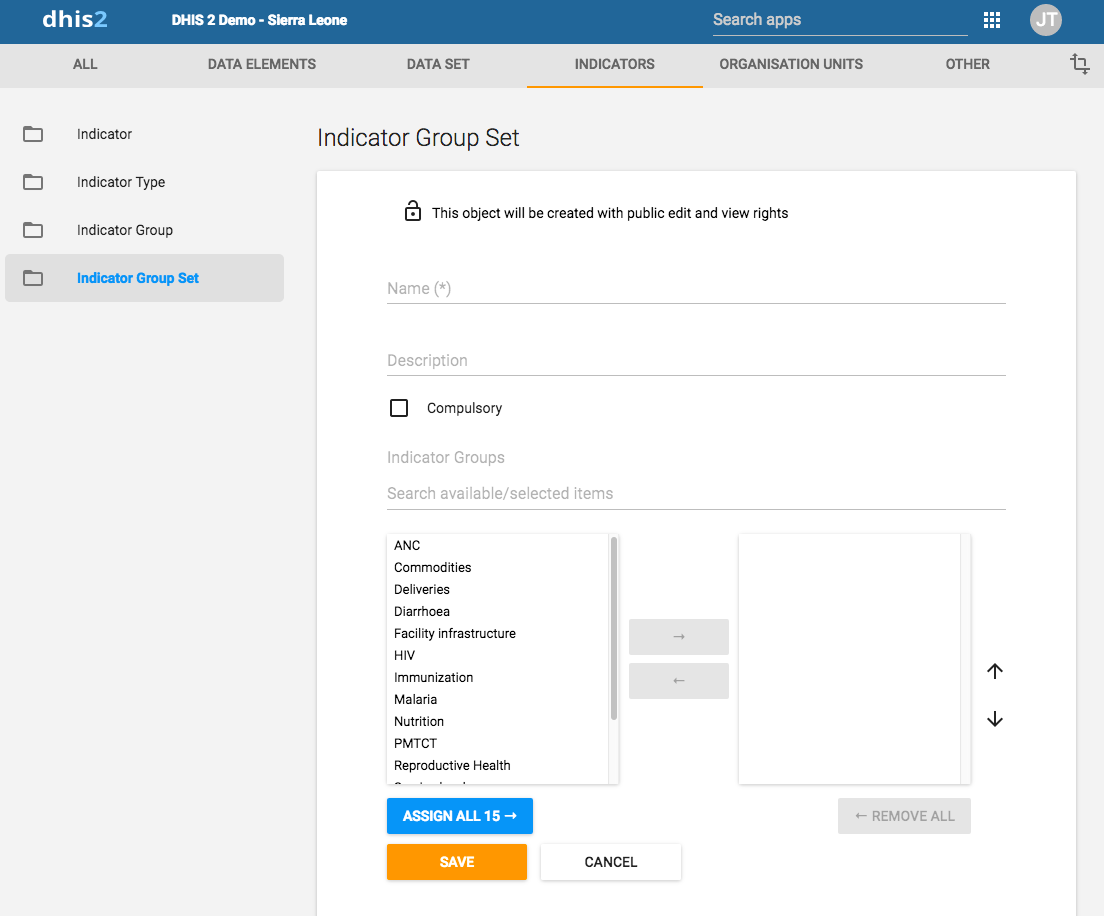 dhis2 DHIS 2 Demo - Sierra Leone Search apps JT
ALL DATA ELEMENTS DATA SET INDICATORS ORGANISATION UNITS OTHER
Indicator
Indicator Type
Indicator Group
Indicator Group Set
Indicator Group Set
This object will be created with public edit and view rights
Name (*)
Description
Compulsory
Indicator Groups
Search available/selected items
ANC
Commodities
Deliveries
Diarrhoea
Facility infrastructure
HIV
Immunization
Malaria
Nutrition
PMTCT
Reproductive Health
→
←
↑
↓
ASSIGN ALL 15 →
← REMOVE ALL
SAVE CANCEL